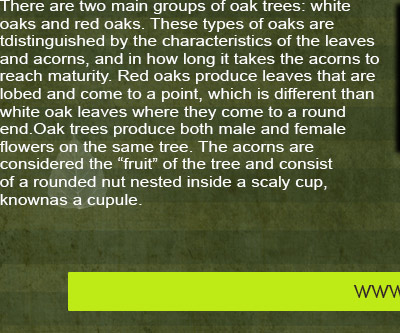 There are two main groups of oak trees: white
oaks and red oaks. These types of oaks are
tdistinguished by the characteristics of the leaves
and acorns, and in how long it takes the acorns to
reach maturity. Red oaks produce leaves that are
lobed and come to a point, which is different than
white oak leaves where they come to a round
end.Oak trees produce both male and female
flowers on the same tree. The acorns are
considered the “fruit” of the tree and consist
of a rounded nut nested inside a scaly cup,
knownas a cupule.
www